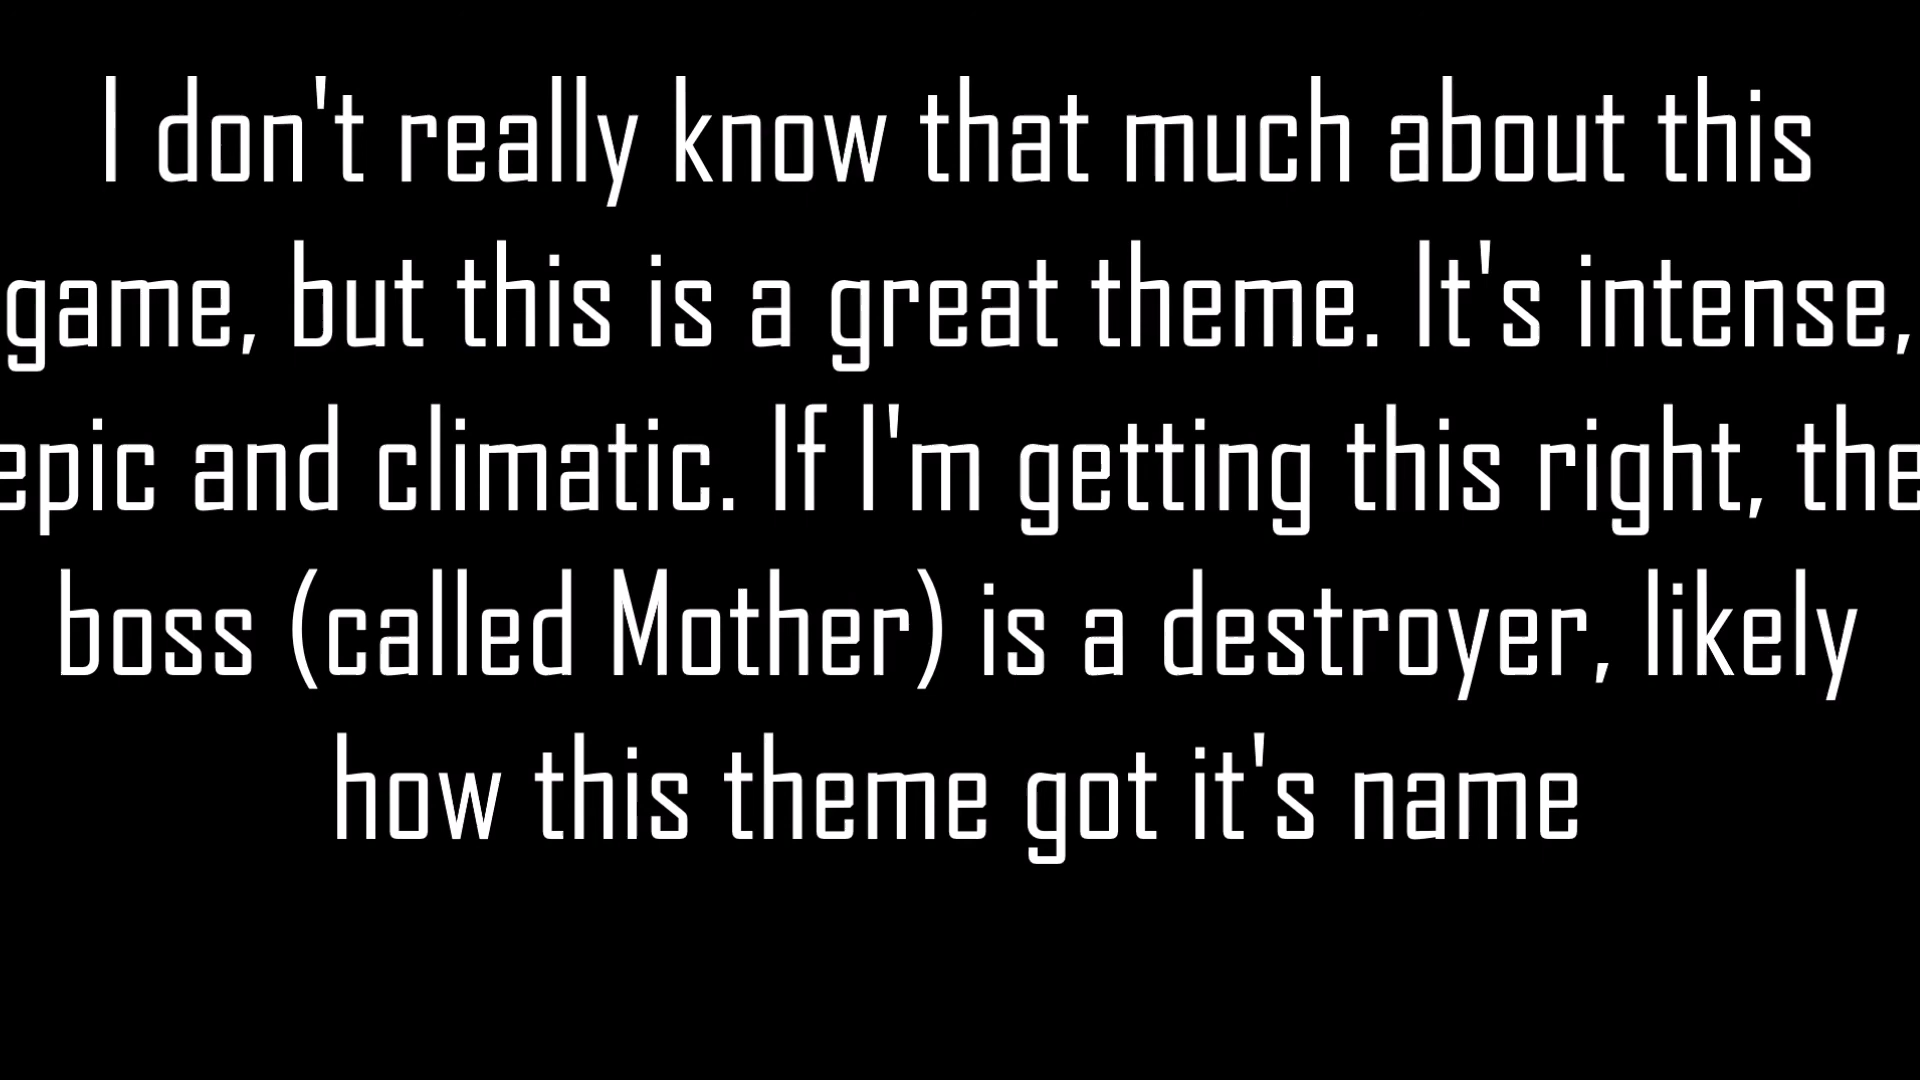 I don't really know that much about this
game, but this is a great theme. It's intense,
epic and climatic. If I'm getting this right, the
boss (called Mother) is a destroyer, likely
how this theme got it's name